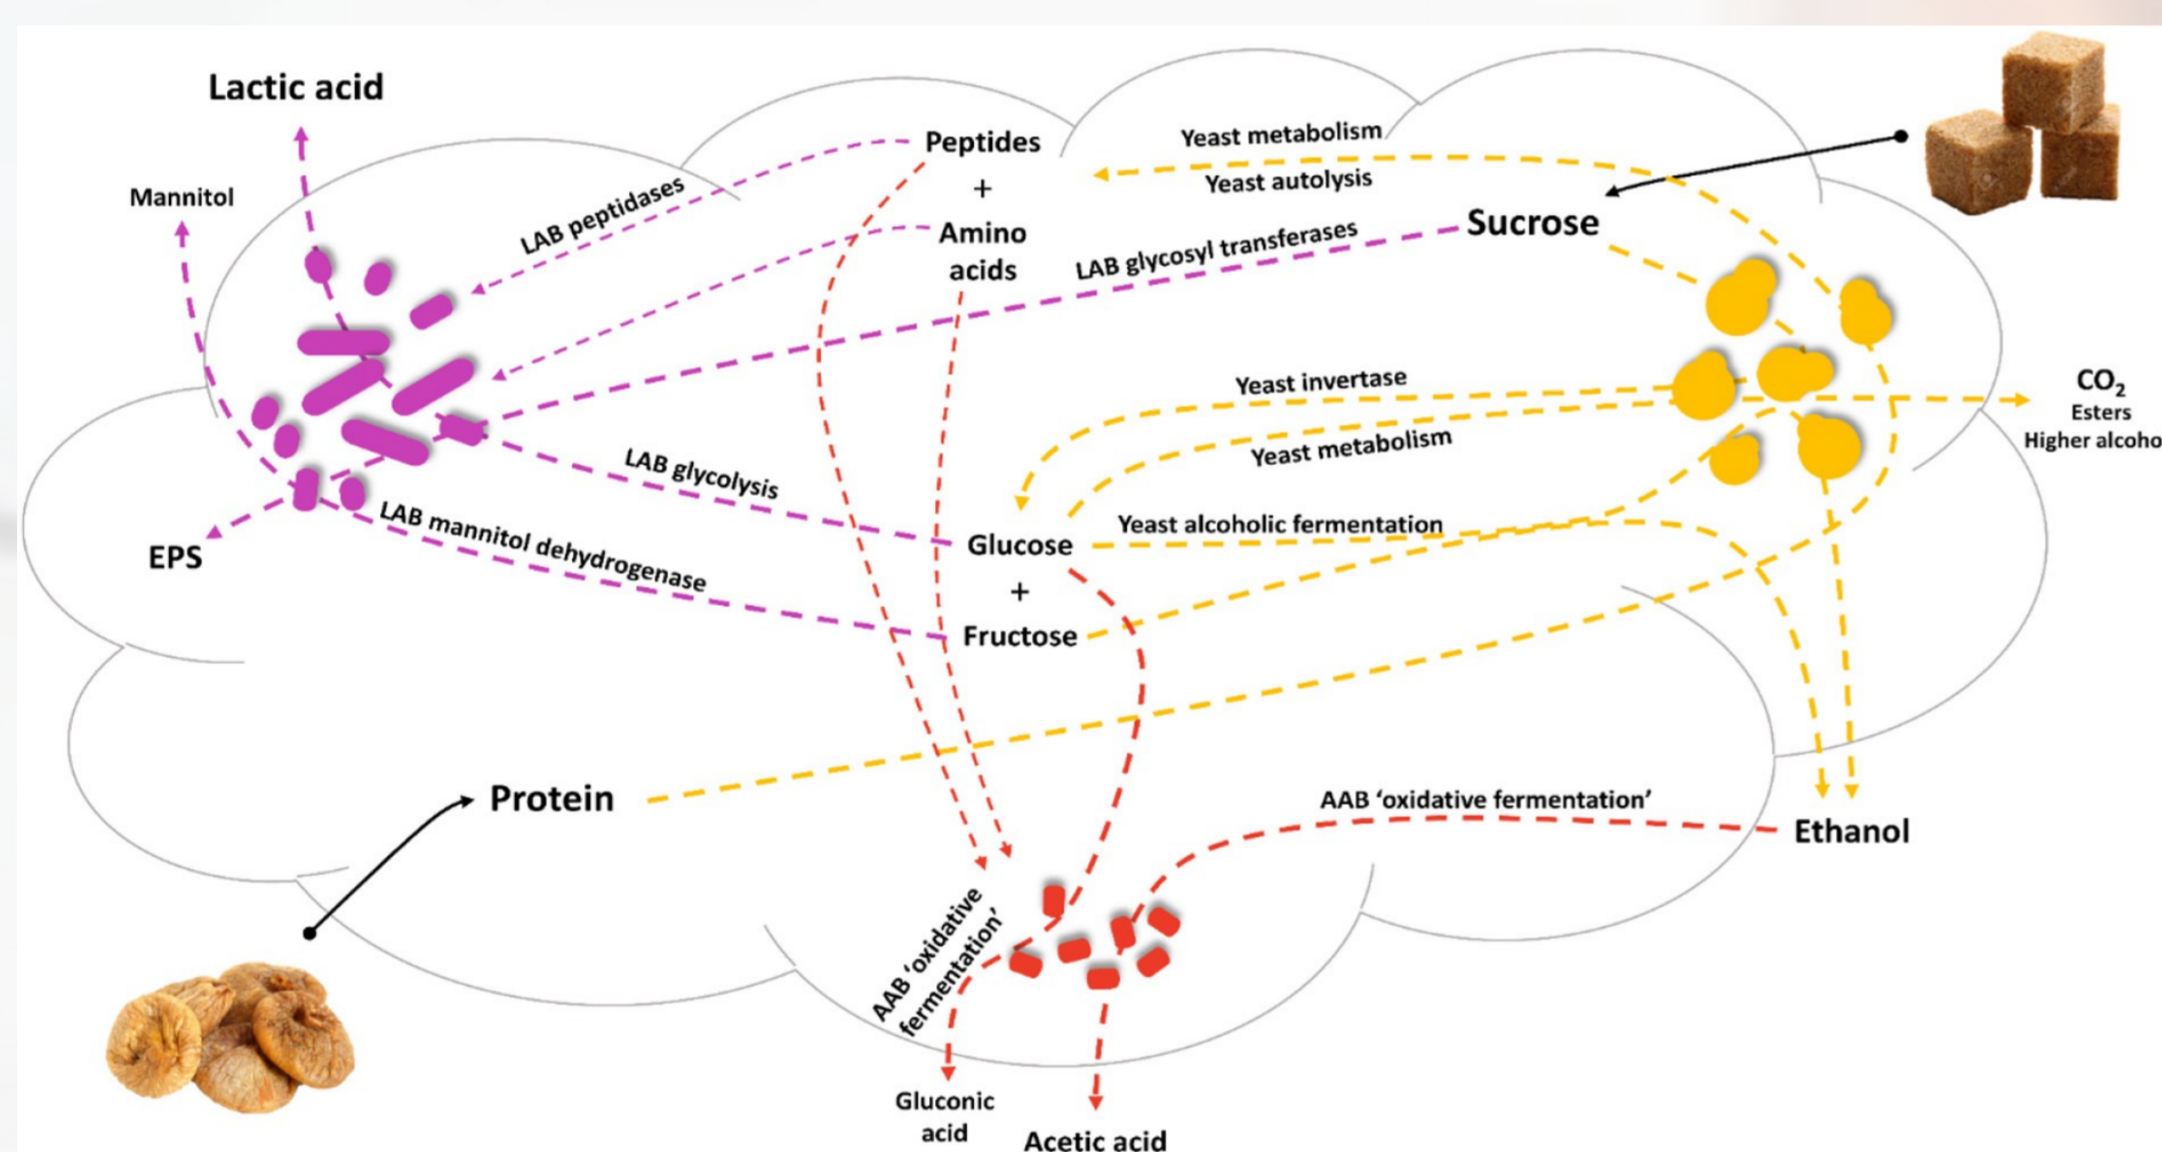 Lactic acid
Mannitol
Peptides
+
Amino
acids
Yeast metabolism
Yeast autolysis
Sucrose
LAB peptidases
LAB glycosyl transferases
Yeast invertase
Yeast metabolism
CO₂
Esters
Higher alcoho
LAB glycolysis
LAB mannitol dehydrogenase
EPS
Glucose
+
Fructose
Yeast alcoholic fermentation
Protein
AAB ‘oxidative fermentation’
Ethanol
AAB ‘oxidative
fermentation’
Gluconic
acid
Acetic acid